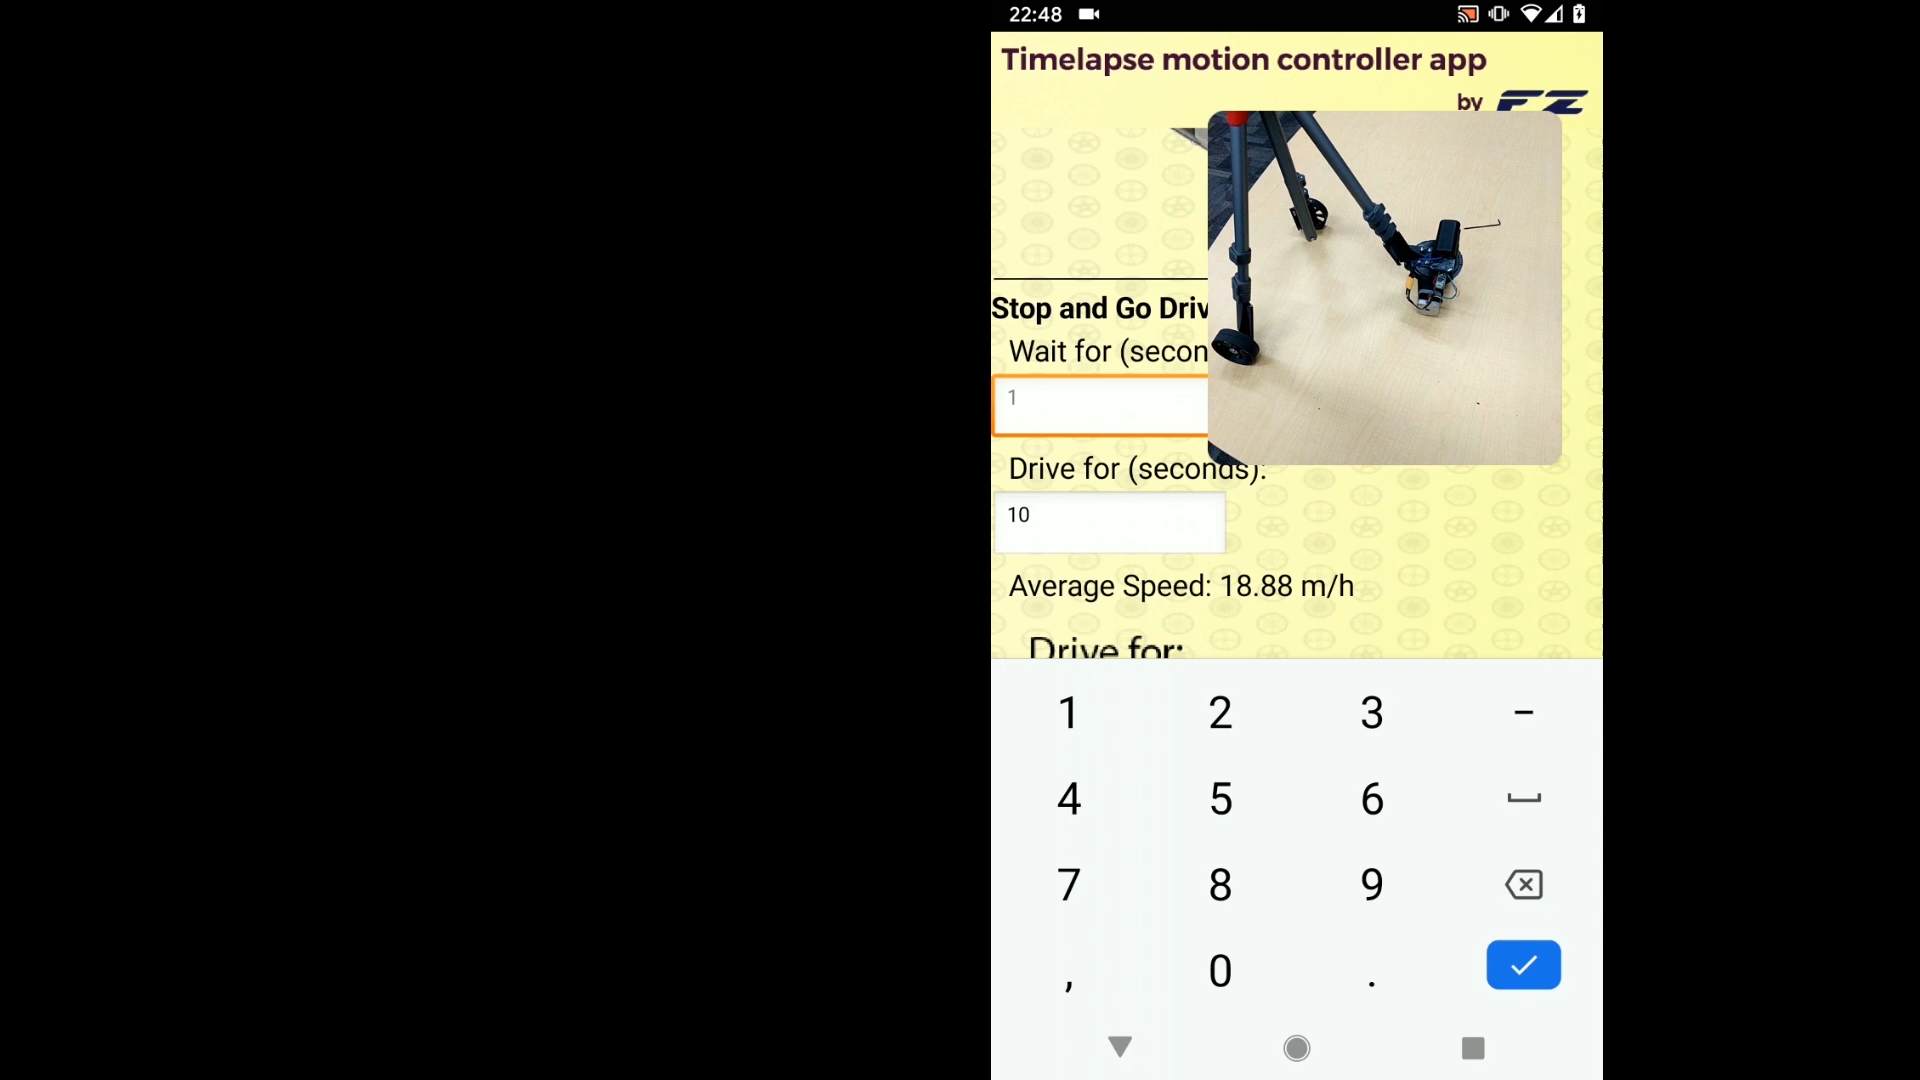 22:48
Timelapse motion controller app
by FZ
Stop and Go Driv
Wait for (secon
1
Drive for (seconds):
10
Average Speed: 18.88 m/h
Drive for:
1 2 3 –
4 5 6
7 8 9
, 0 .